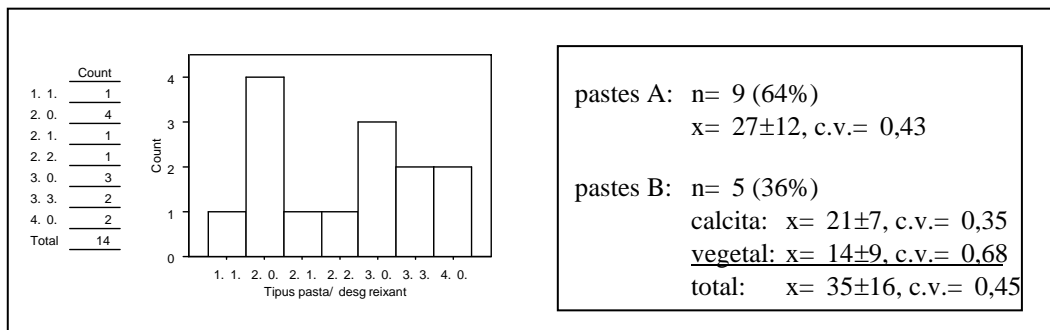 Count
1. 1. 1
2. 0. 4
2. 1. 1
2. 2. 1
3. 0. 3
3. 3. 2
4. 0. 2
Total 14
4
3
2
1
0
Count
1. 1. 2. 0. 2. 1. 2. 2. 3. 0. 3. 3. 4. 0.
Tipus pasta/ desg reixant
pastes A: n= 9 (64%)
x= 27±12, c.v.= 0,43
pastes B: n= 5 (36%)
calcita: x= 21±7, c.v.= 0,35
vegetal: x= 14±9, c.v.= 0,68
total: x= 35±16, c.v.= 0,45